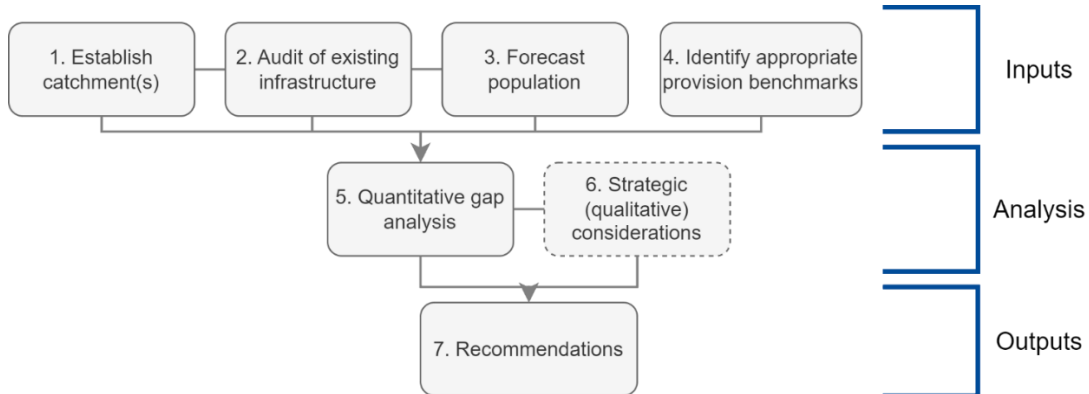 1. Establish
catchment(s)
2. Audit of existing
infrastructure
3. Forecast
population
4. Identify appropriate
provision benchmarks
Inputs
5. Quantitative gap
analysis
6. Strategic
(qualitative)
considerations
Analysis
7. Recommendations
Outputs